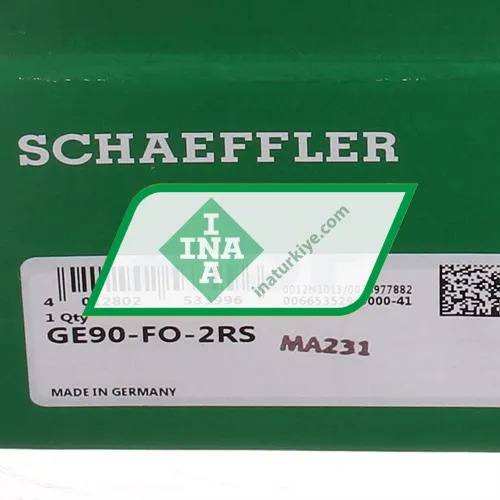 SCHAEFFLER
INA
inaturkiye.com
1 Qty
GE90-FO-2RS
MA231
MADE IN GERMANY